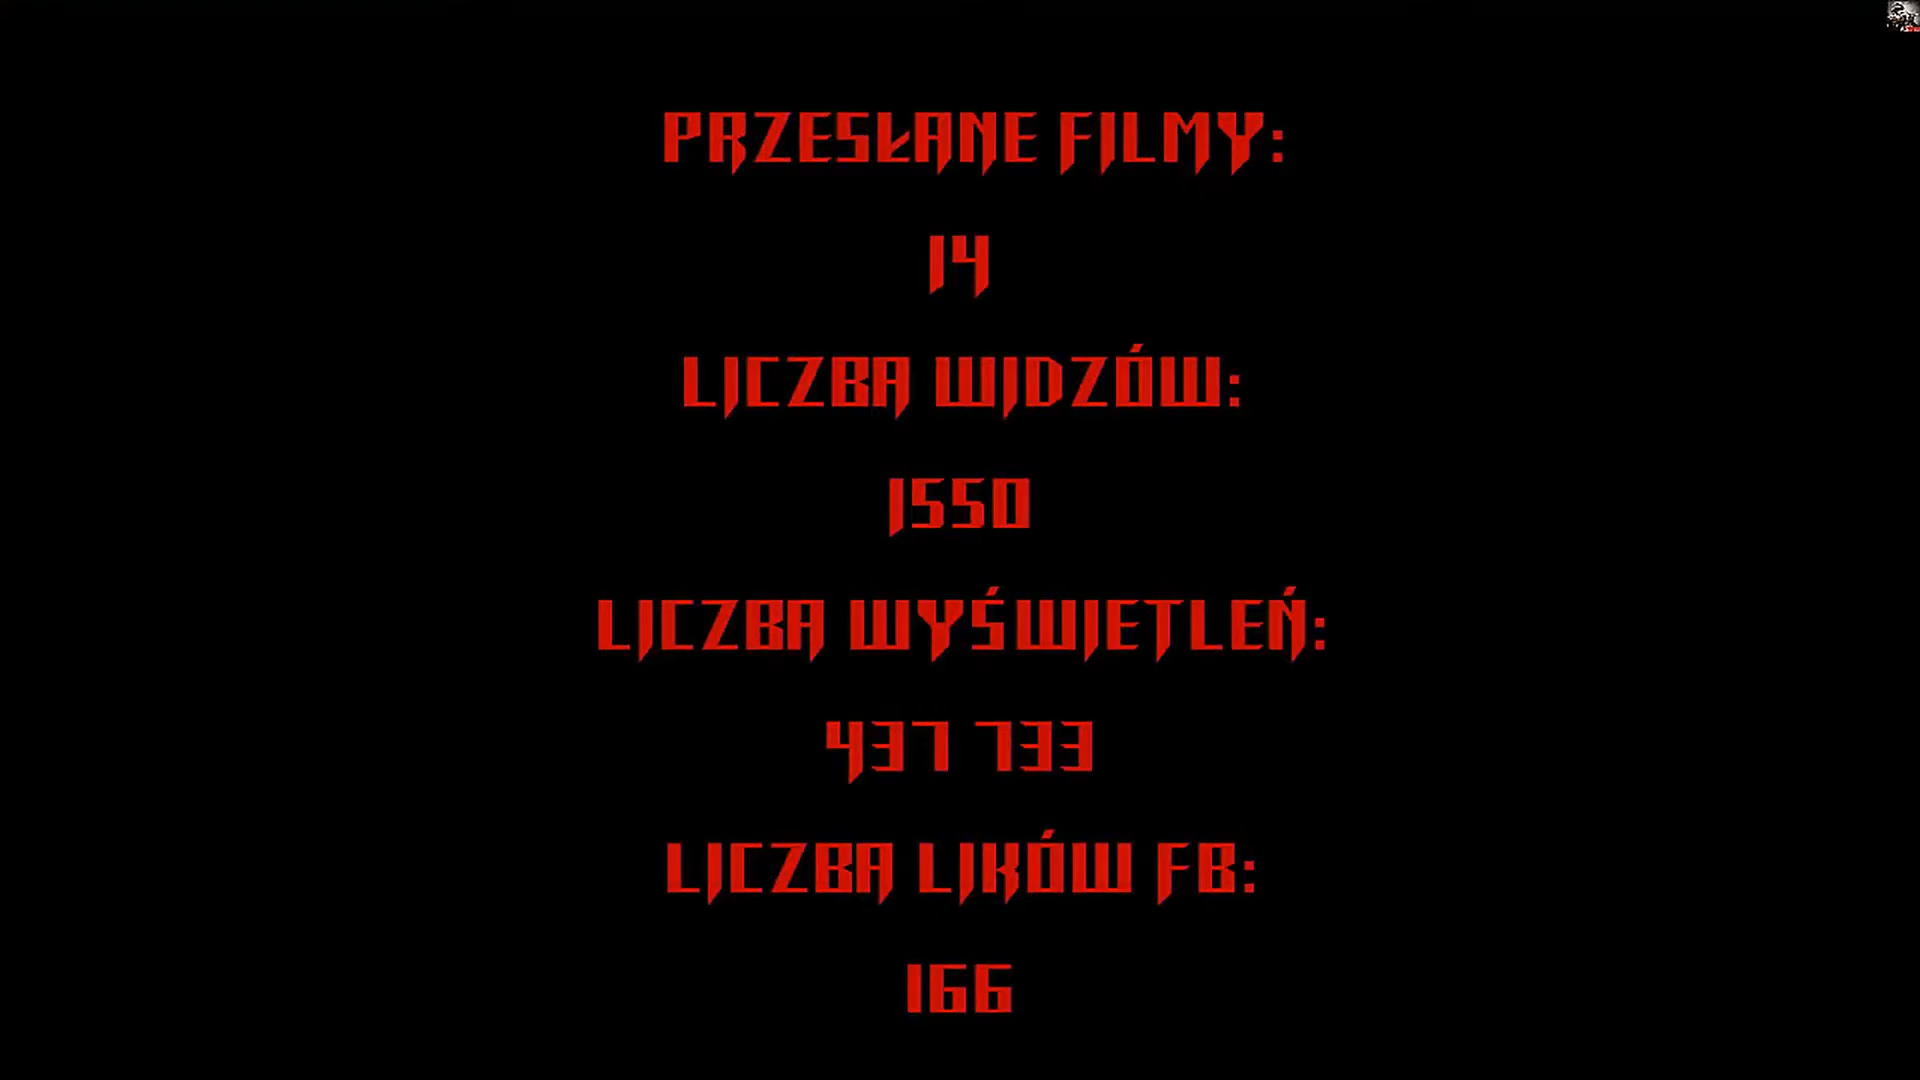 PRZESŁANE FILMY:
14
LICZBA WIDZÓW:
1550
LICZBA WYŚWIETLEŃ:
437 733
LICZBA LIKÓW FB:
166